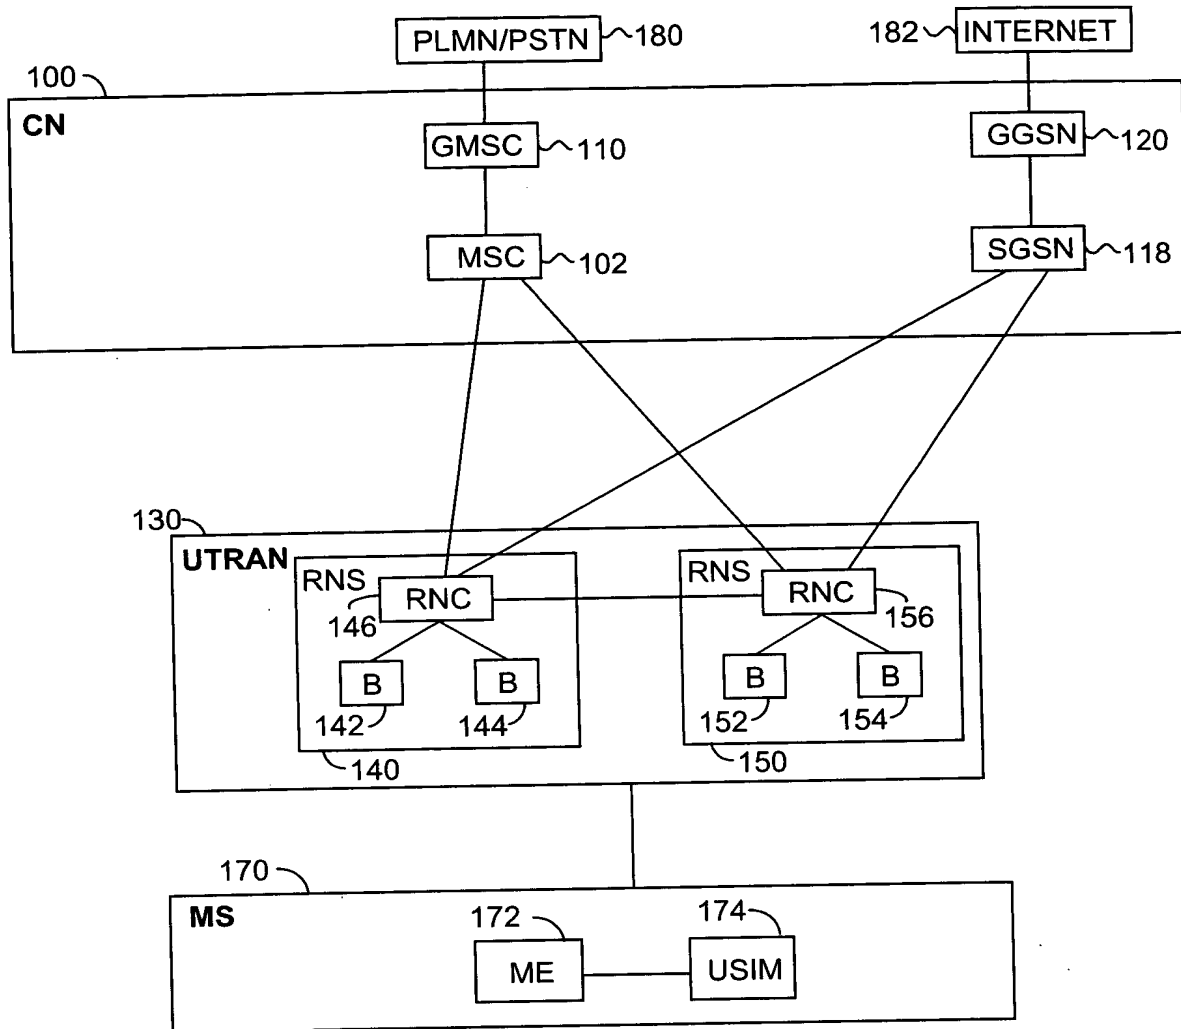 PLMN/PSTN 180
182 INTERNET
100
CN
GMSC 110
GGSN 120
MSC 102
SGSN 118
130
UTRAN
RNS RNC
146
RNS RNC
156
B B
142 144
B B
152 154
140
150
170
MS
172 174
ME USIM